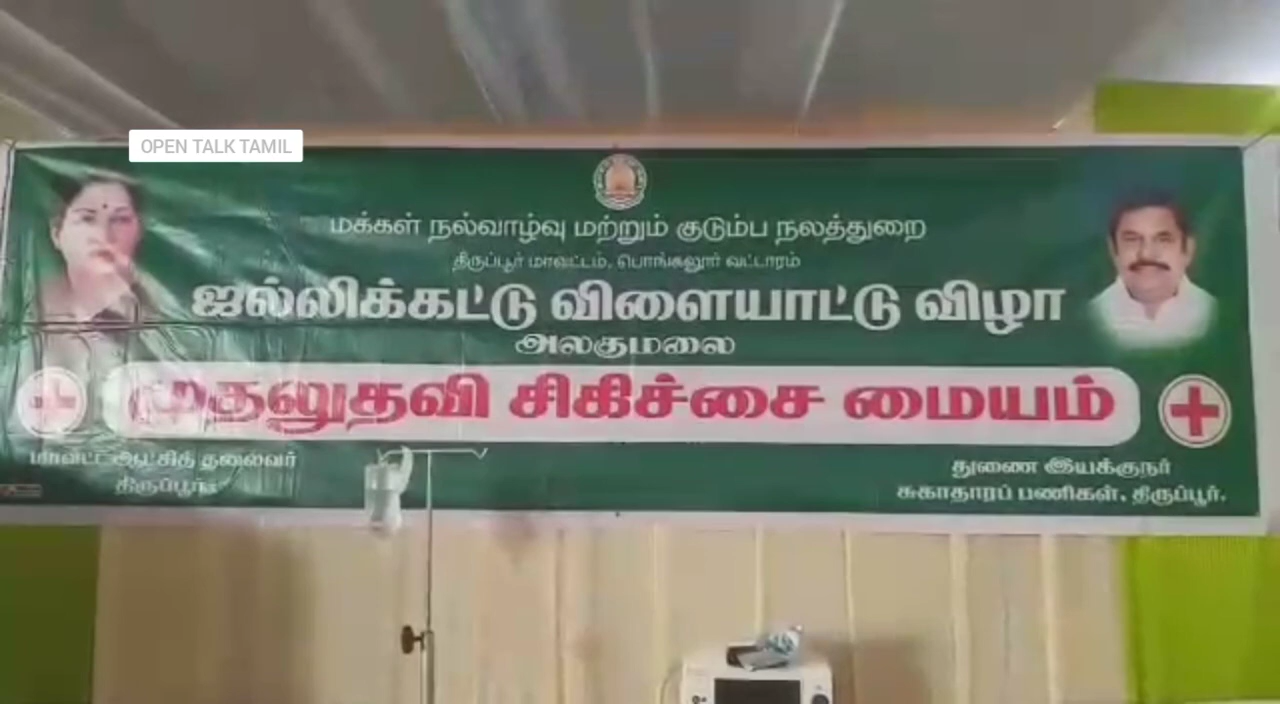 OPEN TALK TAMIL
மக்கள் நல்வாழ்வு மற்றும் குடும்ப நலத்துறை
திருப்பூர் மாவட்டம், பொங்கலூர் வட்டாரம்
ஜல்லிக்கட்டு விளையாட்டு விழா
அலகுமலை
முதலுதவி சிகிச்சை மையம்
மாவட்ட ஆட்சித் தலைவர்
திருப்பூர்.
துணை இயக்குநர்
சுகாதாரப் பணிகள், திருப்பூர்.